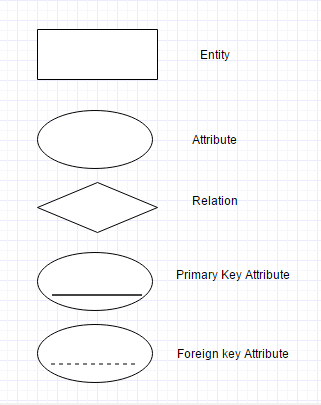 Entity
Attribute
Relation
Primary Key Attribute
Foreign key Attribute